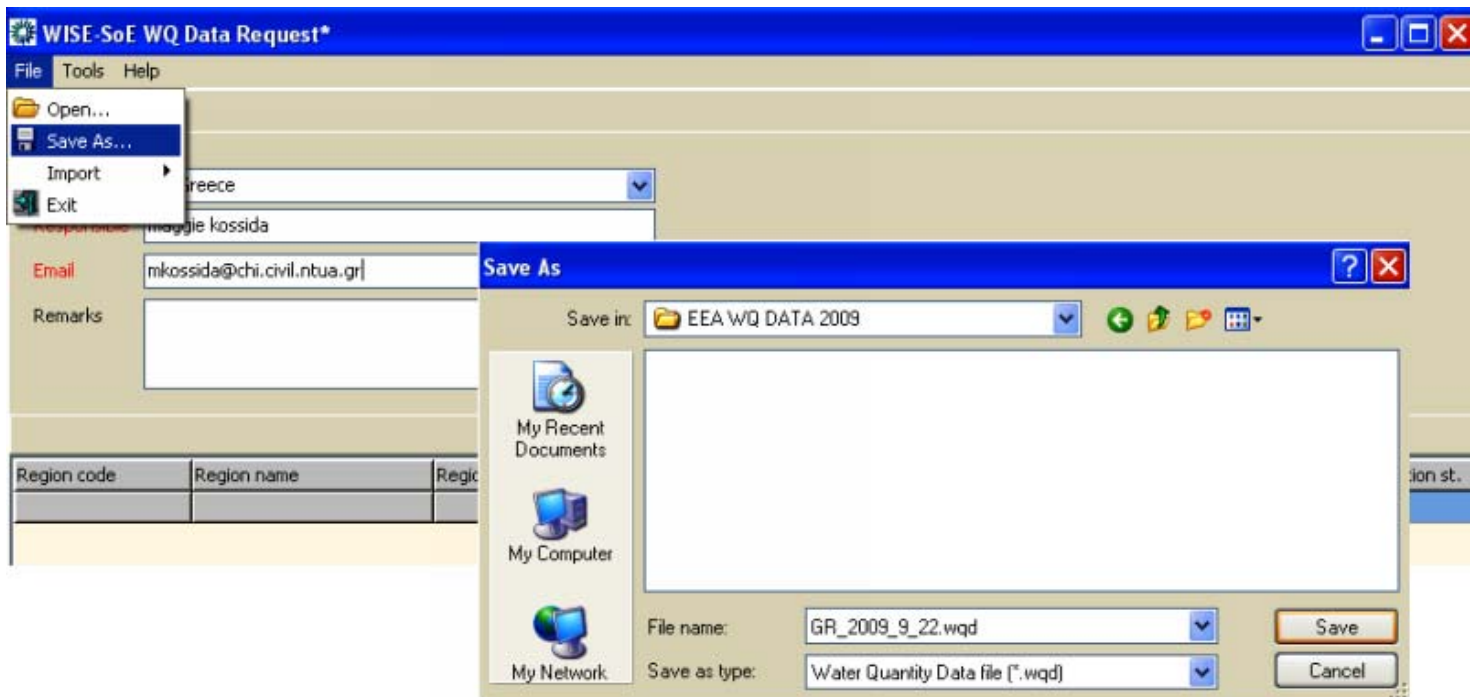 WISE-SoE WQ Data Request*
File Tools Help
Open...
Save As...
Import
Exit
reece
Responsible maggie kossida
Email mkossida@chi.civil.ntua.gr
Remarks
Region code Region name Regio ion st.
Save As
Save in: EEA WQ DATA 2009
My Recent
Documents
My Computer
My Network
File name: GR_2009_9_22.wqd Save
Save as type: Water Quantity Data file (*.wqd) Cancel